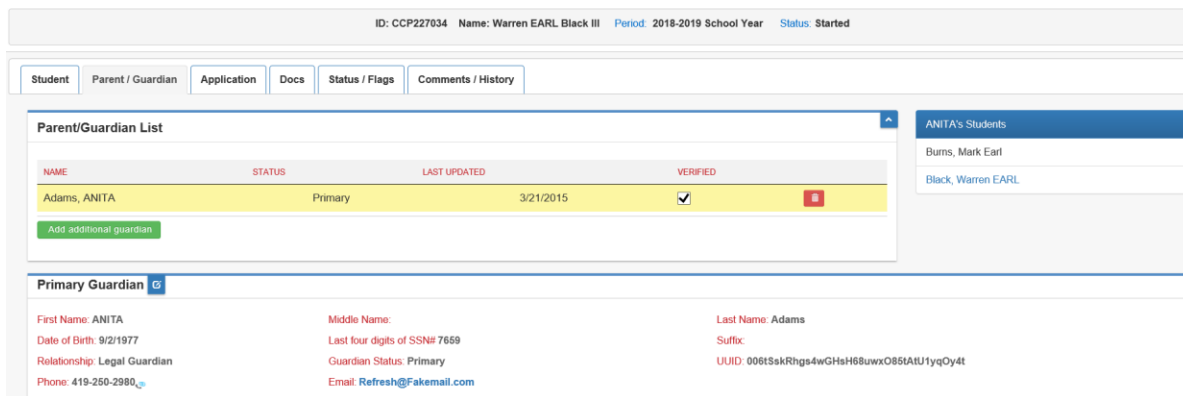 ID: CCP227034 Name: Warren EARL Black III Period: 2018-2019 School Year Status: Started
Student Parent / Guardian Application Docs Status / Flags Comments / History
Parent/Guardian List
NAME STATUS LAST UPDATED VERIFIED
Adams, ANITA Primary 3/21/2015
Add additional guardian
ANITA's Students
Burns, Mark Earl
Black, Warren EARL
Primary Guardian
First Name: ANITA Middle Name: Last Name: Adams
Date of Birth: 9/2/1977 Last four digits of SSN# 7659 Suffix:
Relationship: Legal Guardian Guardian Status: Primary UUID: 006tSskRhgs4wGHsH68uwxO85tAtU1yqOy4t
Phone: 419-250-2980 Email: Refresh@Fakemail.com